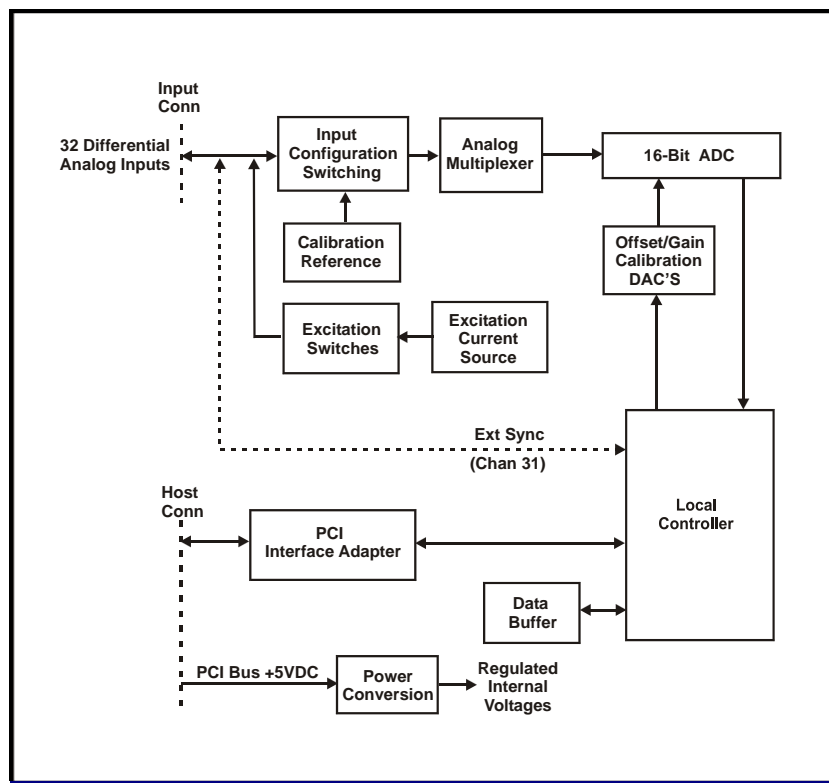 Input
Conn
32 Differential
Analog Inputs
Input
Configuration
Switching
Analog
Multiplexer
16-Bit ADC
Calibration
Reference
Offset/Gain
Calibration
DAC'S
Excitation
Switches
Excitation
Current
Source
Ext Sync
(Chan 31)
Host
Conn
PCI
Interface Adapter
Local
Controller
Data
Buffer
PCI Bus +5VDC
Power
Conversion
Regulated
Internal
Voltages